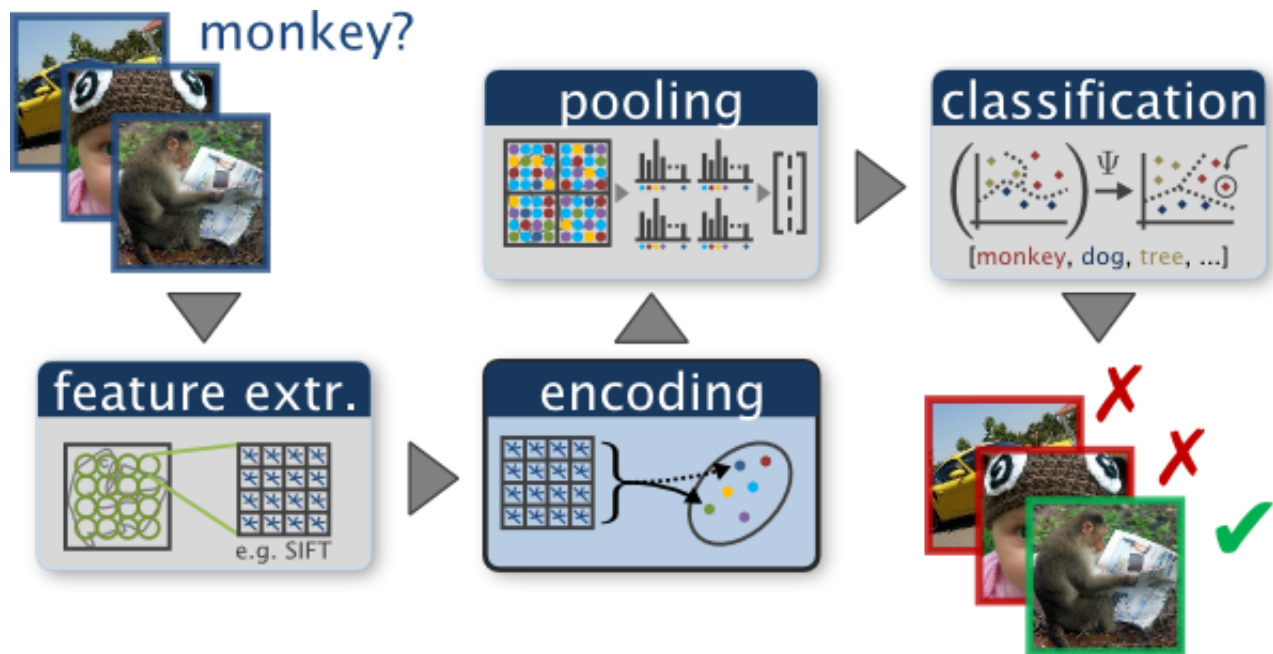 monkey?
pooling
classification
Ψ
[monkey, dog, tree, ...]
feature extr.
e.g. SIFT
encoding